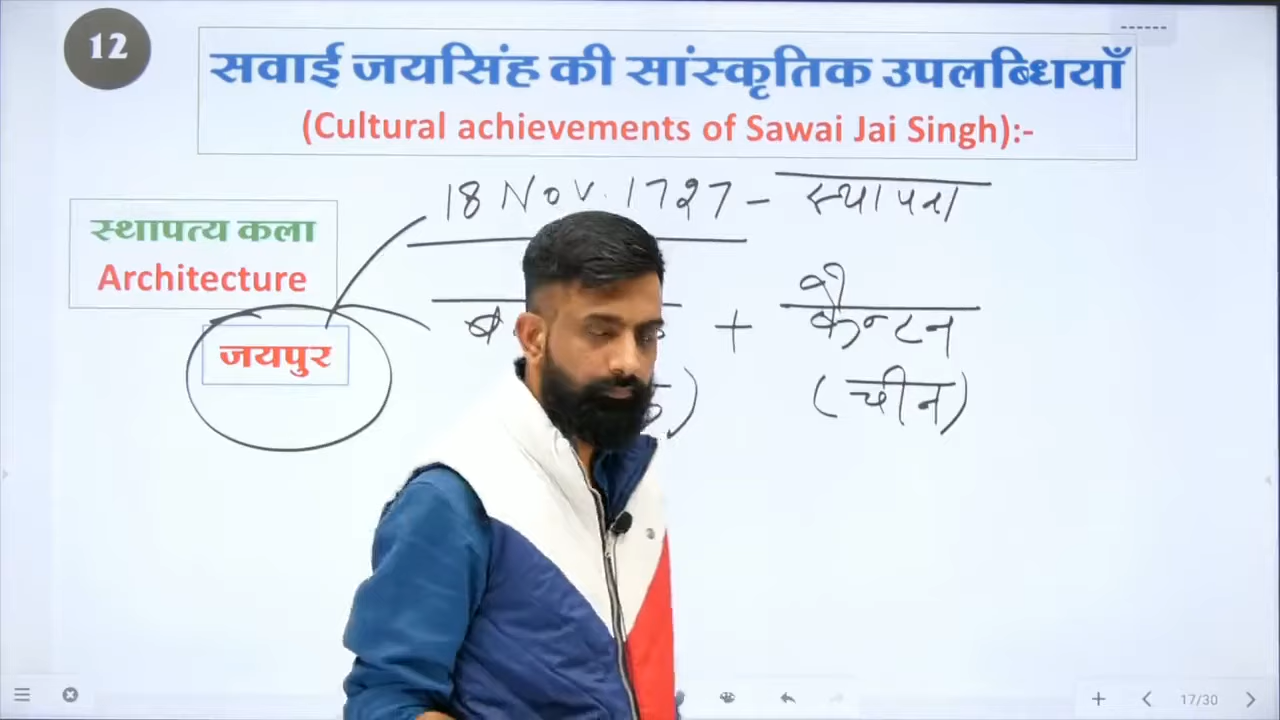 12
सवाई जयसिंह की सांस्कृतिक उपलब्धियाँ
(Cultural achievements of Sawai Jai Singh):-
18 Nov. 1727 - स्थापना
स्थापत्य कला
Architecture
+ कैन्टन
जयपुर
(चीन)
17/30